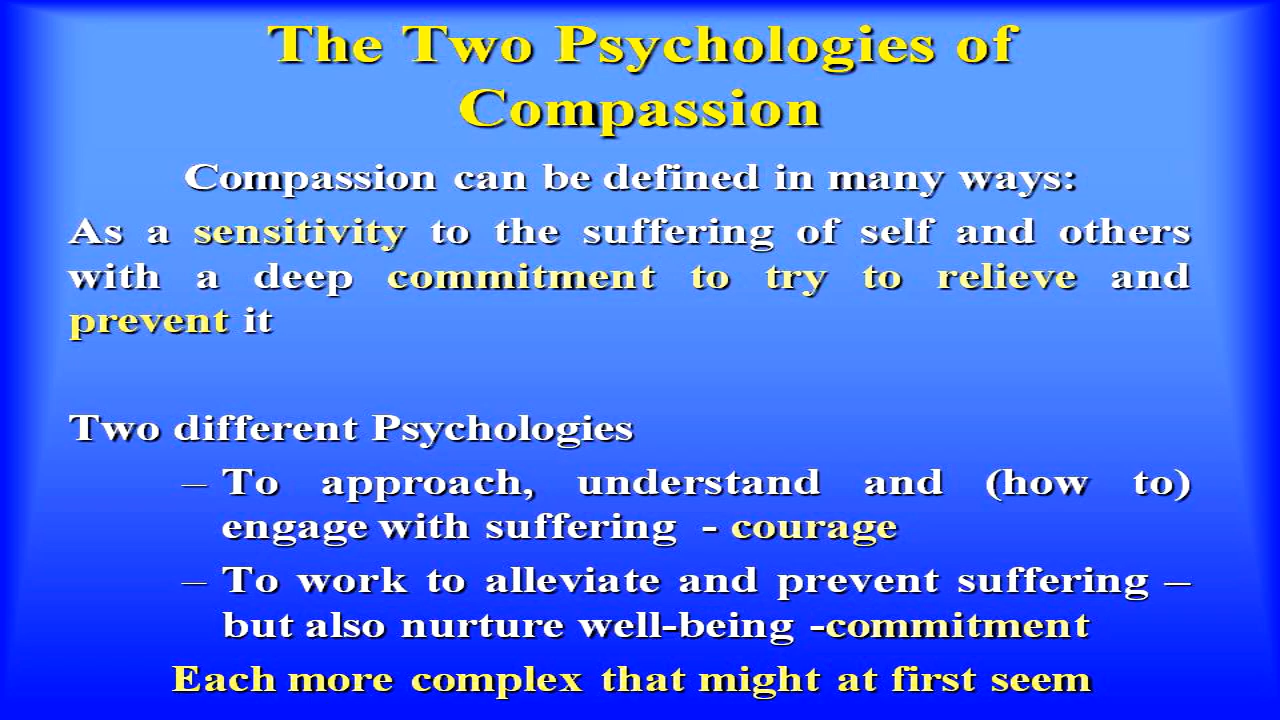 The Two Psychologies of
Compassion
Compassion can be defined in many ways:
As a sensitivity to the suffering of self and others
with a deep commitment to try to relieve and
prevent it
Two different Psychologies
– To approach, understand and (how to)
engage with suffering - courage
– To work to alleviate and prevent suffering –
but also nurture well-being -commitment
Each more complex that might at first seem